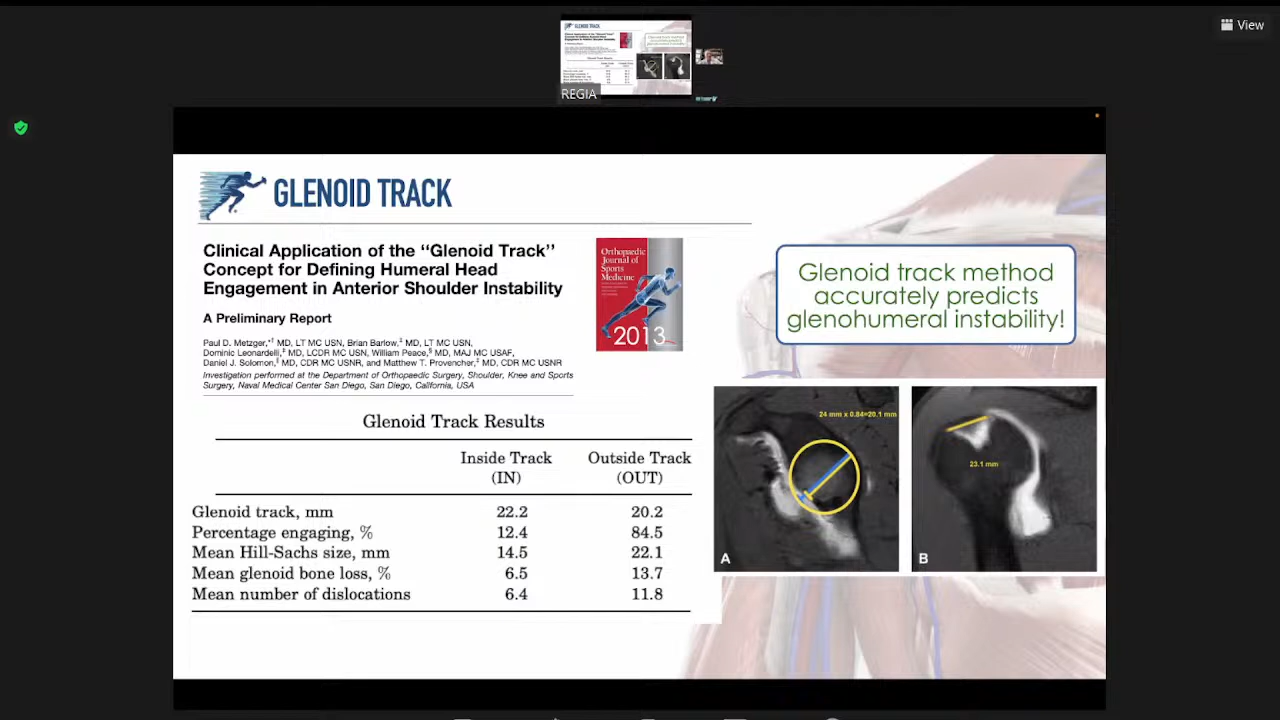 View
GLENOID TRACK
REGIA
GLENOID TRACK
Clinical Application of the “Glenoid Track”
Concept for Defining Humeral Head
Engagement in Anterior Shoulder Instability
A Preliminary Report
Paul D. Metzger,*† MD, LT MC USN, Brian Barlow,‡ MD, LT MC USN,
Dominic Leonardelli,‡ MD, LCDR MC USN, William Peace,§ MD, MAJ MC USAF,
Daniel J. Solomon,‖ MD, CDR MC USNR, and Matthew T. Provencher,‡ MD, CDR MC USNR
Investigation performed at the Department of Orthopaedic Surgery, Shoulder, Knee and Sports
Surgery, Naval Medical Center San Diego, San Diego, California, USA
Orthopaedic
Journal of
Sports
Medicine
2013
Glenoid track method
accurately predicts
glenohumeral instability!
Glenoid Track Results
Inside Track Outside Track
(IN) (OUT)
Glenoid track, mm 22.2 20.2
Percentage engaging, % 12.4 84.5
Mean Hill-Sachs size, mm 14.5 22.1
Mean glenoid bone loss, % 6.5 13.7
Mean number of dislocations 6.4 11.8
24 mm x 0.84=20.1 mm
A
23.1 mm
B